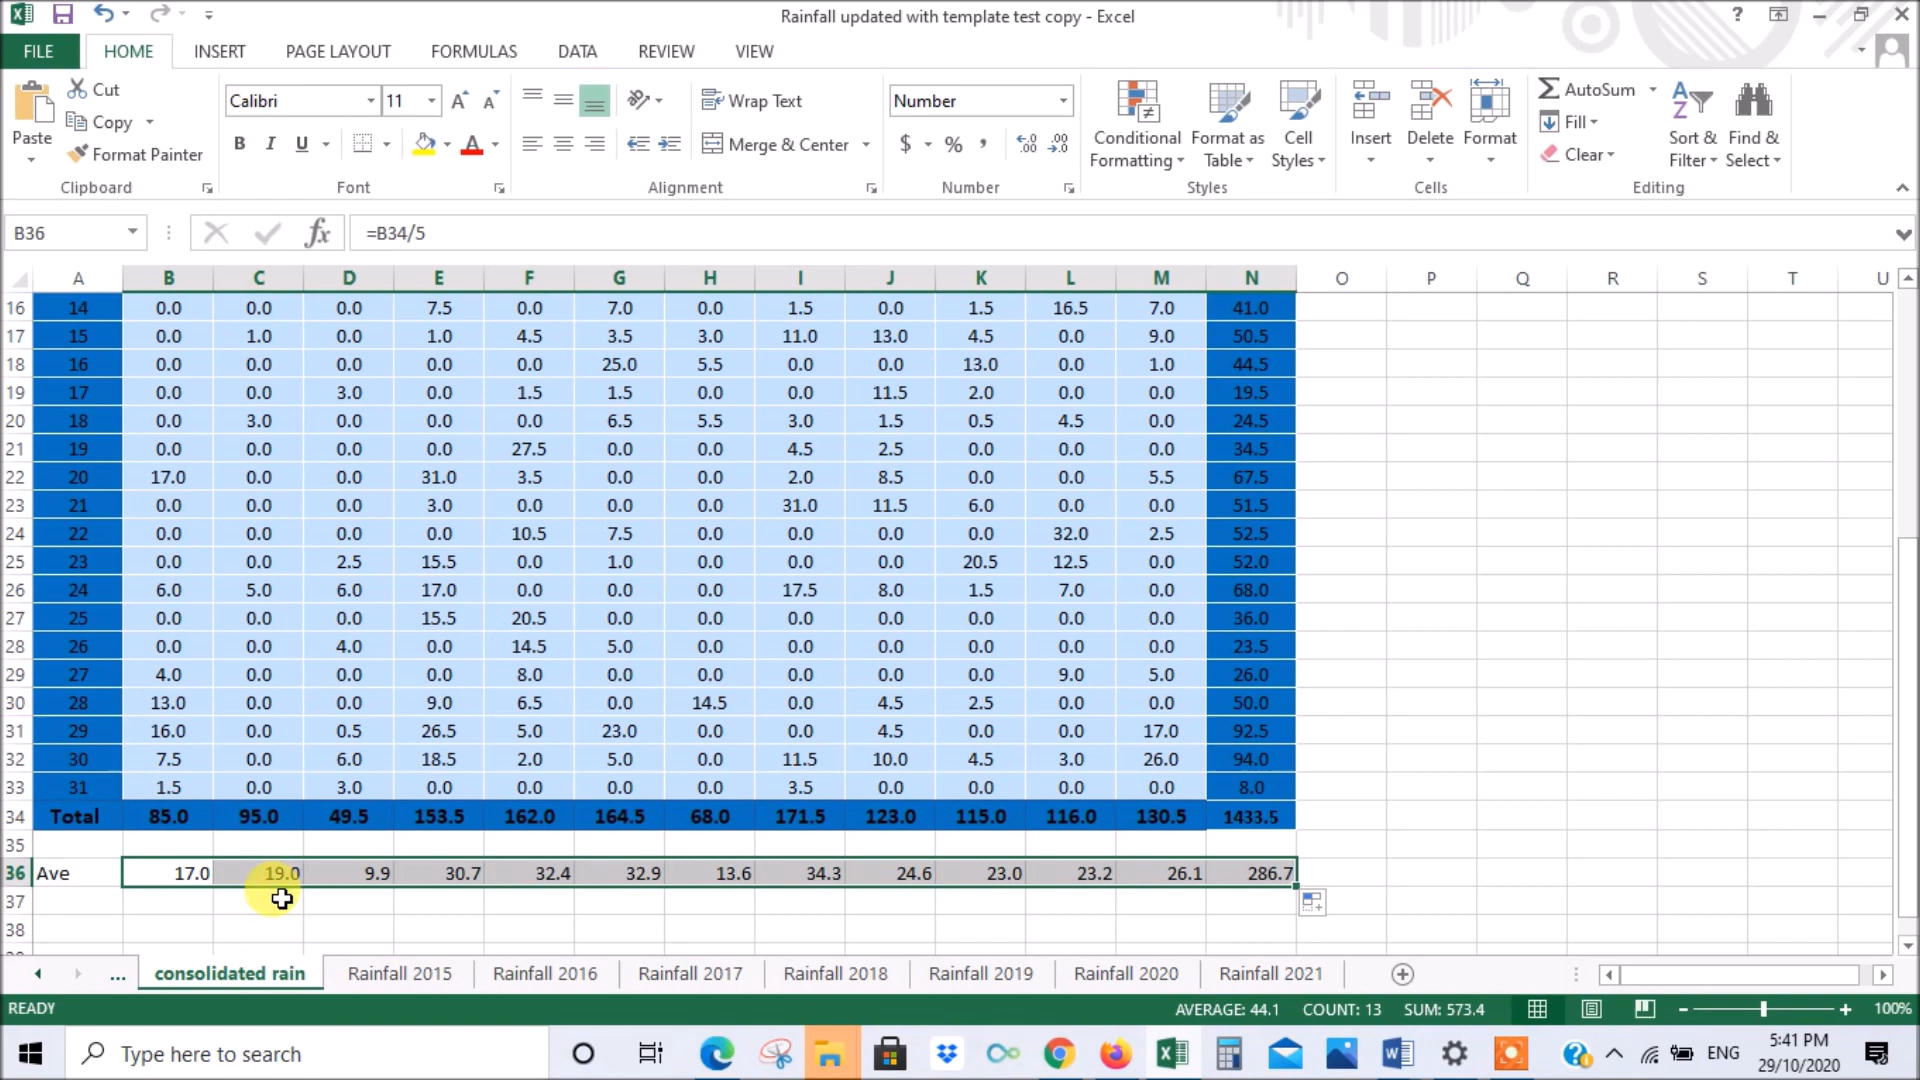 Rainfall updated with template test copy - Excel
?
FILE HOME INSERT PAGE LAYOUT FORMULAS DATA REVIEW VIEW
Cut
Copy
Format Painter
Paste
Clipboard
Calibri 11
B I U
Font
Wrap Text
Merge & Center
Alignment
Number
$ % ,
Number
Conditional Formatting
Format as Table
Cell Styles
Styles
Insert Delete Format
Cells
AutoSum
Fill
Clear
Sort & Filter
Find & Select
Editing
B36 fx =B34/5
A B C D E F G H I J K L M N O P Q R S T U
16 14 0.0 0.0 0.0 7.5 0.0 7.0 0.0 1.5 0.0 1.5 16.5 7.0 41.0
17 15 0.0 1.0 0.0 1.0 4.5 3.5 3.0 11.0 13.0 4.5 0.0 9.0 50.5
18 16 0.0 0.0 0.0 0.0 0.0 25.0 5.5 0.0 0.0 13.0 0.0 1.0 44.5
19 17 0.0 0.0 3.0 0.0 1.5 1.5 0.0 0.0 11.5 2.0 0.0 0.0 19.5
20 18 0.0 3.0 0.0 0.0 0.0 6.5 5.5 3.0 1.5 0.5 4.5 0.0 24.5
21 19 0.0 0.0 0.0 0.0 27.5 0.0 0.0 4.5 2.5 0.0 0.0 0.0 34.5
22 20 17.0 0.0 0.0 31.0 3.5 0.0 0.0 2.0 8.5 0.0 0.0 5.5 67.5
23 21 0.0 0.0 0.0 3.0 0.0 0.0 0.0 31.0 11.5 6.0 0.0 0.0 51.5
24 22 0.0 0.0 0.0 0.0 10.5 7.5 0.0 0.0 0.0 0.0 32.0 2.5 52.5
25 23 0.0 0.0 2.5 15.5 0.0 1.0 0.0 0.0 0.0 20.5 12.5 0.0 52.0
26 24 6.0 5.0 6.0 17.0 0.0 0.0 0.0 17.5 8.0 1.5 7.0 0.0 68.0
27 25 0.0 0.0 0.0 15.5 20.5 0.0 0.0 0.0 0.0 0.0 0.0 0.0 36.0
28 26 0.0 0.0 4.0 0.0 14.5 5.0 0.0 0.0 0.0 0.0 0.0 0.0 23.5
29 27 4.0 0.0 0.0 0.0 8.0 0.0 0.0 0.0 0.0 0.0 9.0 5.0 26.0
30 28 13.0 0.0 0.0 9.0 6.5 0.0 14.5 0.0 4.5 2.5 0.0 0.0 50.0
31 29 16.0 0.0 0.5 26.5 5.0 23.0 0.0 0.0 4.5 0.0 0.0 17.0 92.5
32 30 7.5 0.0 6.0 18.5 2.0 5.0 0.0 11.5 10.0 4.5 3.0 26.0 94.0
33 31 1.5 0.0 3.0 0.0 0.0 0.0 0.0 3.5 0.0 0.0 0.0 0.0 8.0
34 Total 85.0 95.0 49.5 153.5 162.0 164.5 68.0 171.5 123.0 115.0 116.0 130.5 1433.5
35
36 Ave 17.0 19.0 9.9 30.7 32.4 32.9 13.6 34.3 24.6 23.0 23.2 26.1 286.7
37
38
... consolidated rain Rainfall 2015 Rainfall 2016 Rainfall 2017 Rainfall 2018 Rainfall 2019 Rainfall 2020 Rainfall 2021
READY AVERAGE: 44.1 COUNT: 13 SUM: 573.4 100%
Type here to search
ENG
5:41 PM
29/10/2020